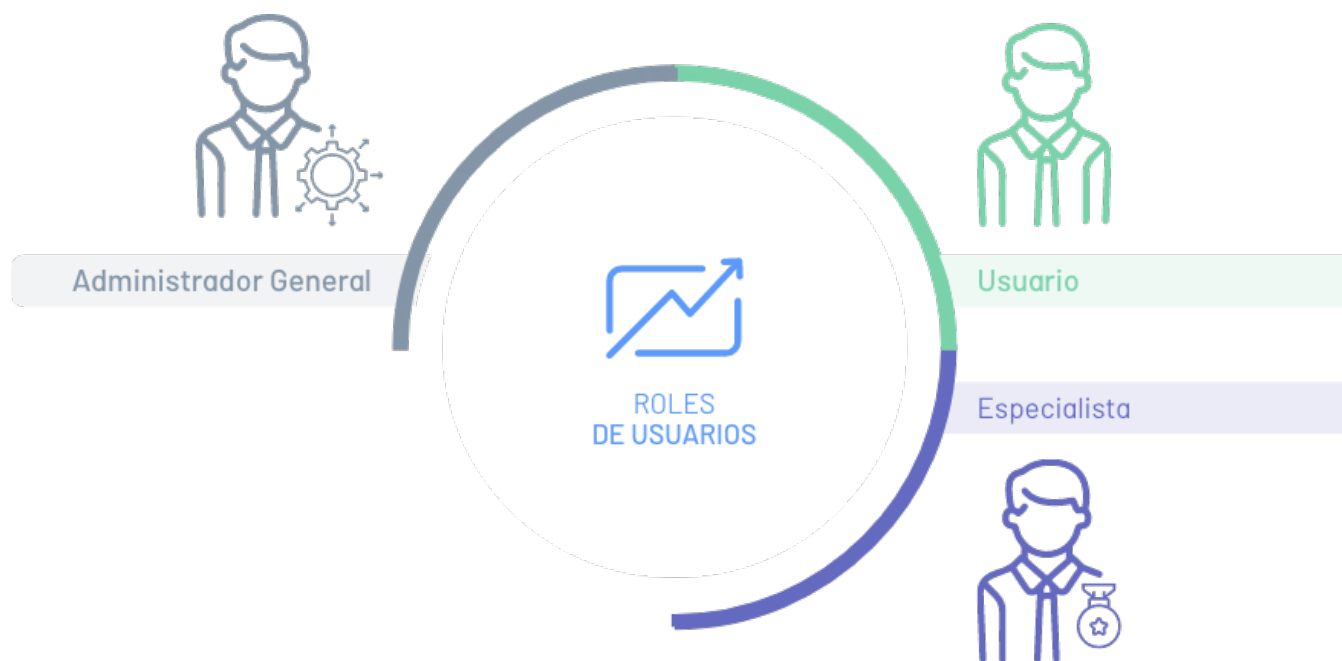 Administrador General
Usuario
ROLES
DE USUARIOS
Especialista